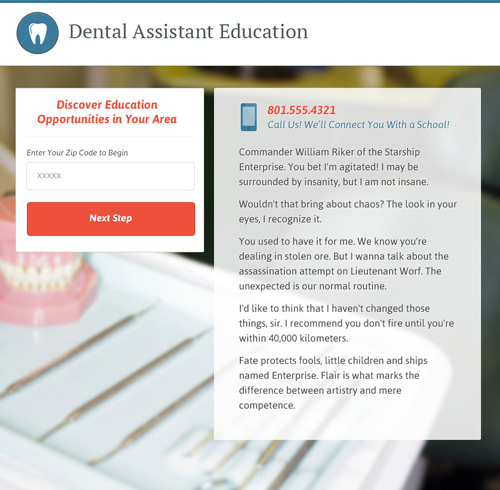 Dental Assistant Education
Discover Education
Opportunities in Your Area
Enter Your Zip Code to Begin
XXXXX
Next Step
801.555.4321
Call Us! We'll Connect You With a School!
Commander William Riker of the Starship
Enterprise. You bet I'm agitated! I may be
surrounded by insanity, but I am not insane.
Wouldn't that bring about chaos? The look in your
eyes, I recognize it.
You used to have it for me. We know you're
dealing in stolen ore. But I wanna talk about the
assassination attempt on Lieutenant Worf. The
unexpected is our normal routine.
I'd like to think that I haven't changed those
things, sir. I recommend you don't fire until you're
within 40,000 kilometers.
Fate protects fools, little children and ships
named Enterprise. Flair is what marks the
difference between artistry and mere
competence.